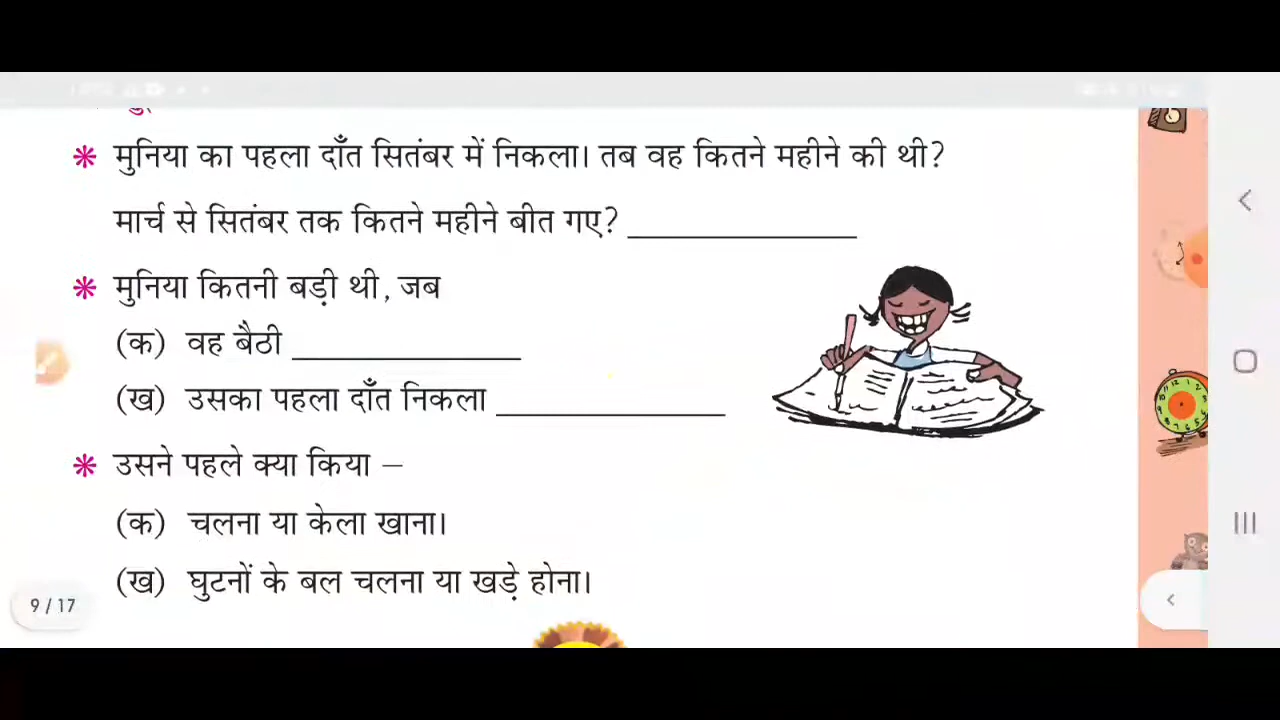 मुनिया का पहला दाँत सितंबर में निकला। तब वह कितने महीने की थी?
मार्च से सितंबर तक कितने महीने बीत गए? _______________
मुनिया कितनी बड़ी थी, जब
(क) वह बैठी _______________
(ख) उसका पहला दाँत निकला _______________
उसने पहले क्या किया –
(क) चलना या केला खाना।
(ख) घुटनों के बल चलना या खड़े होना।
9 / 17